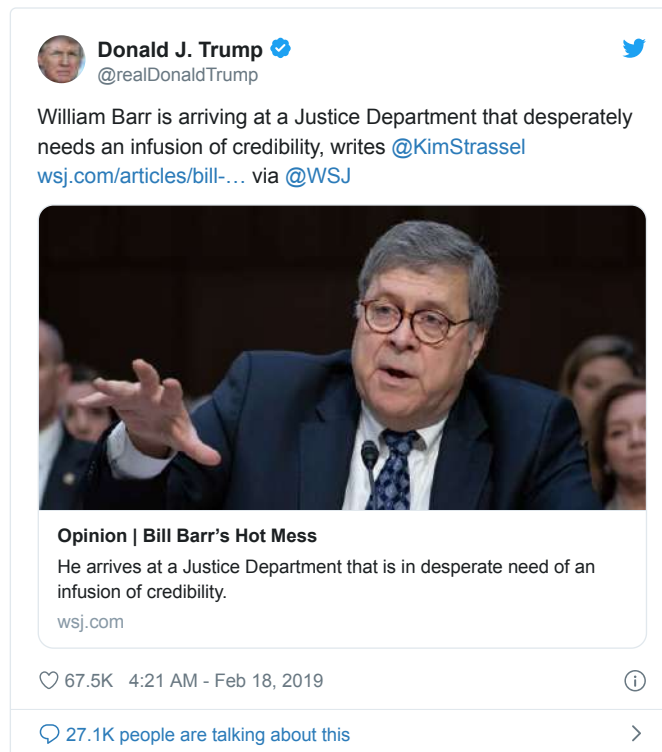 Donald J. Trump
@realDonaldTrump
William Barr is arriving at a Justice Department that desperately
needs an infusion of credibility, writes @KimStrassel
wsj.com/articles/bill-… via @WSJ
Opinion | Bill Barr's Hot Mess
He arrives at a Justice Department that is in desperate need of an
infusion of credibility.
wsj.com
67.5K 4:21 AM - Feb 18, 2019
27.1K people are talking about this